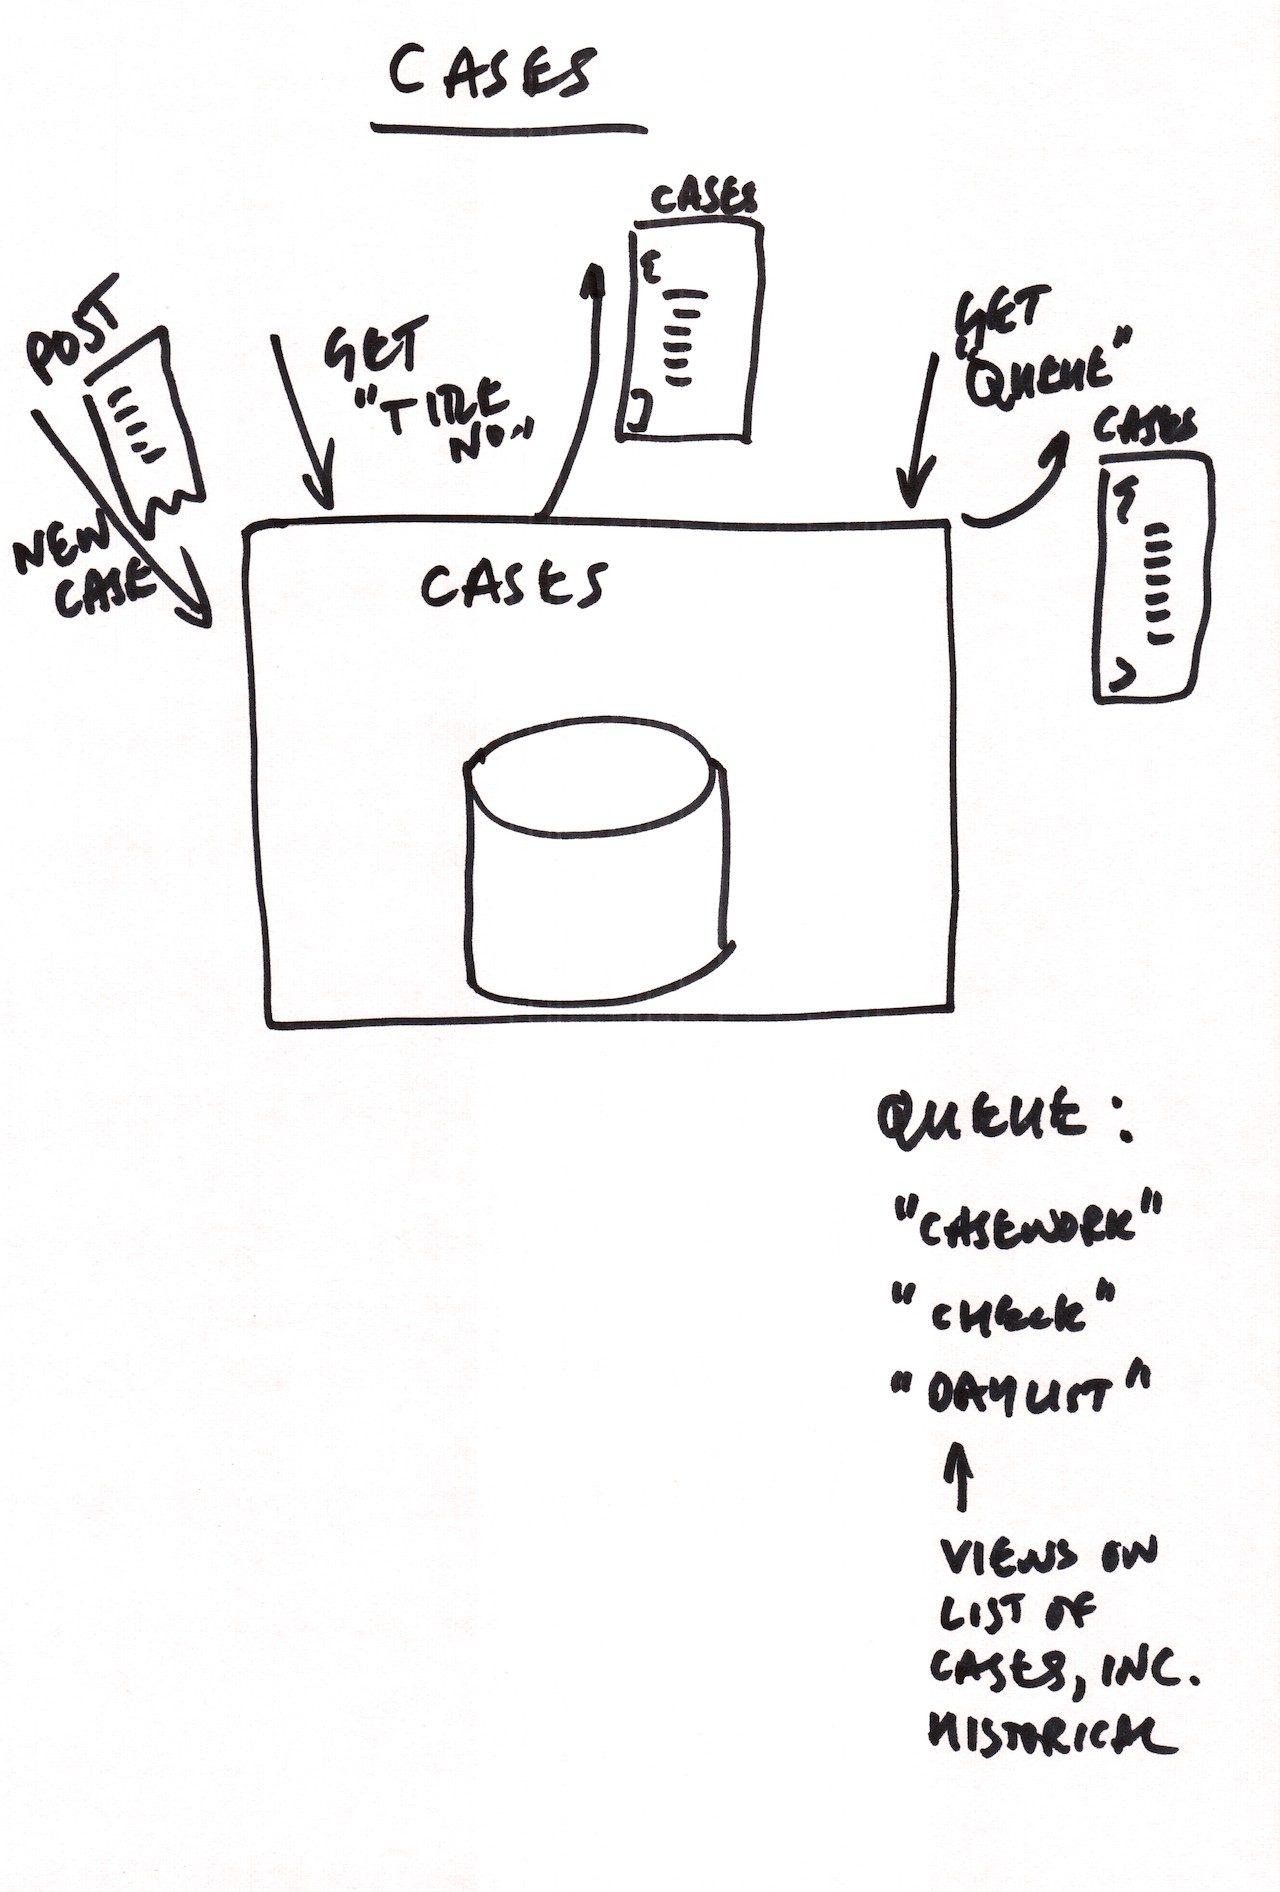 CASES
CASES
POST
NEW
CASE
GET
"TITLE
NO."
GET
"QUEUE"
CASES
CASES
QUEUE:
"CASEWORK"
"CHECK"
"DAYLIST"
VIEWS ON
LIST OF
CASES, INC.
HISTORICAL